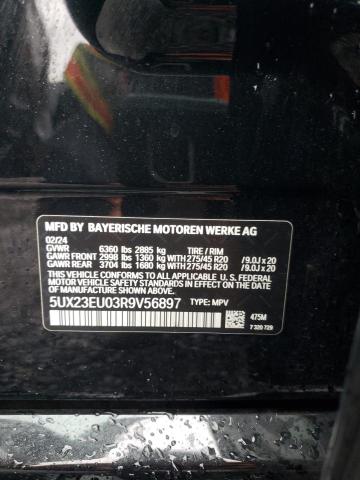 MFD. BY BAYERISCHE MOTOREN WERKE AG
02/24
GVWR 6360 lbs 2885 kg TIRE / RIM
GAWR FRONT 2998 lbs 1360 kg WITH 275/45 R20 /9.0J x 20
GAWR REAR 3704 lbs 1680 kg WITH 275/45 R20 /9.0J x 20
THIS VEHICLE CONFORMS TO ALL APPLICABLE U.S. FEDERAL
MOTOR VEHICLE SAFETY STANDARDS IN EFFECT ON THE
DATE OF MANUFACTURE SHOWN ABOVE.
5UX23EU03R9V56897 TYPE: MPV
475M
7 320 729